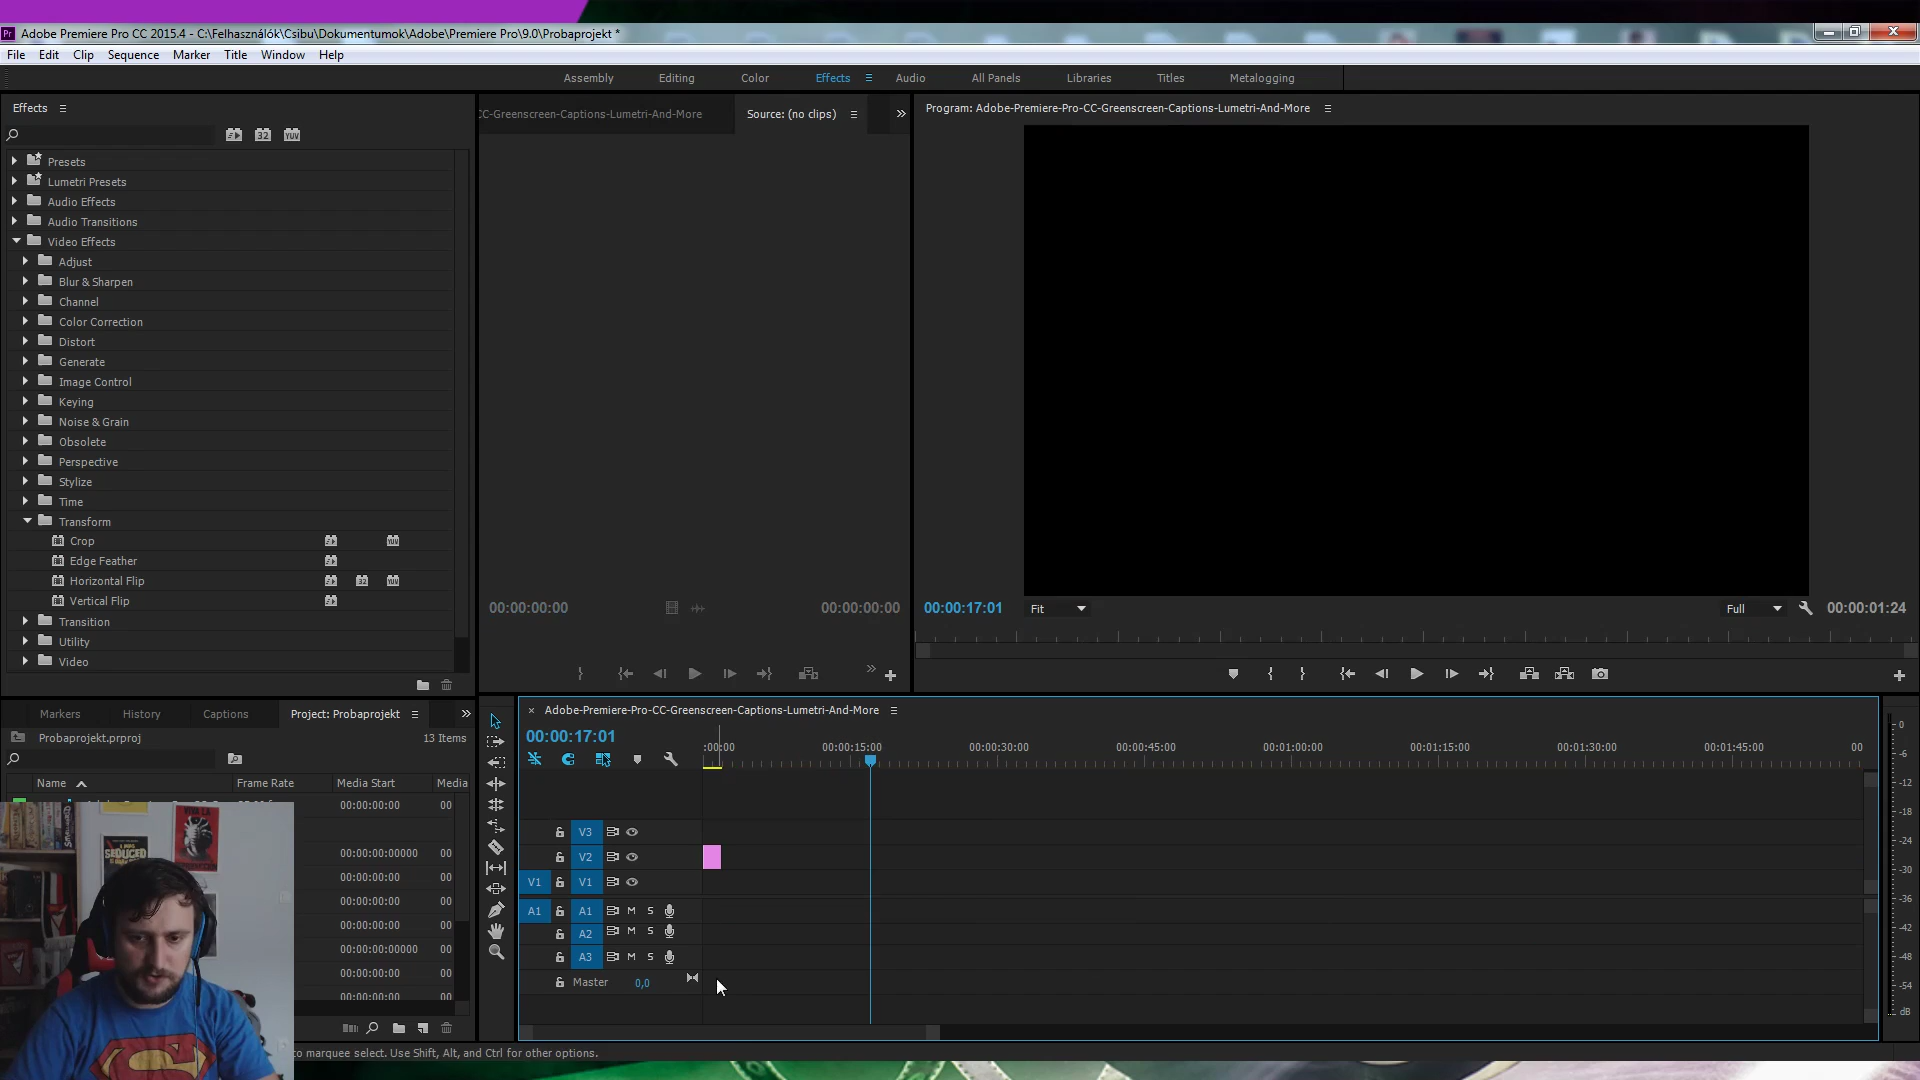 Pr Adobe Premiere Pro CC 2015.4 - C:\Felhasználók\Csibu\Dokumentumok\Adobe\Premiere Pro\9.0\Probaprojekt *
File Edit Clip Sequence Marker Title Window Help
Assembly Editing Color Effects Audio All Panels Libraries Titles Metalogging
Effects
32 YUV
Presets
Lumetri Presets
Audio Effects
Audio Transitions
Video Effects
Adjust
Blur & Sharpen
Channel
Color Correction
Distort
Generate
Image Control
Keying
Noise & Grain
Obsolete
Perspective
Stylize
Time
Transform
Crop
Edge Feather
Horizontal Flip
Vertical Flip
Transition
Utility
Video
CC-Greenscreen-Captions-Lumetri-And-More Source: (no clips)
00:00:00:00 00:00:00:00
Program: Adobe-Premiere-Pro-CC-Greenscreen-Captions-Lumetri-And-More
00:00:17:01 Fit Full 00:00:01:24
Markers History Captions Project: Probaprojekt
Probaprojekt.prproj 13 Items
Name Frame Rate Media Start Media
00:00:00:00 00
00:00:00:00000 00
00:00:00:00 00
00:00:00:00 00
00:00:00:00 00
00:00:00:00000 00
00:00:00:00 00
00:00:00:00 00
SEDUCED
VIVA LA
Adobe-Premiere-Pro-CC-Greenscreen-Captions-Lumetri-And-More
00:00:17:01
:00:00 00:00:15:00 00:00:30:00 00:00:45:00 00:01:00:00 00:01:15:00 00:01:30:00 00:01:45:00 00
V3
V2
V1 V1
A1 A1 M S
A2 M S
A3 M S
Master 0,0
0
-6
-12
-18
-24
-30
-36
-42
-48
-54
dB
to marquee select. Use Shift, Alt, and Ctrl for other options.